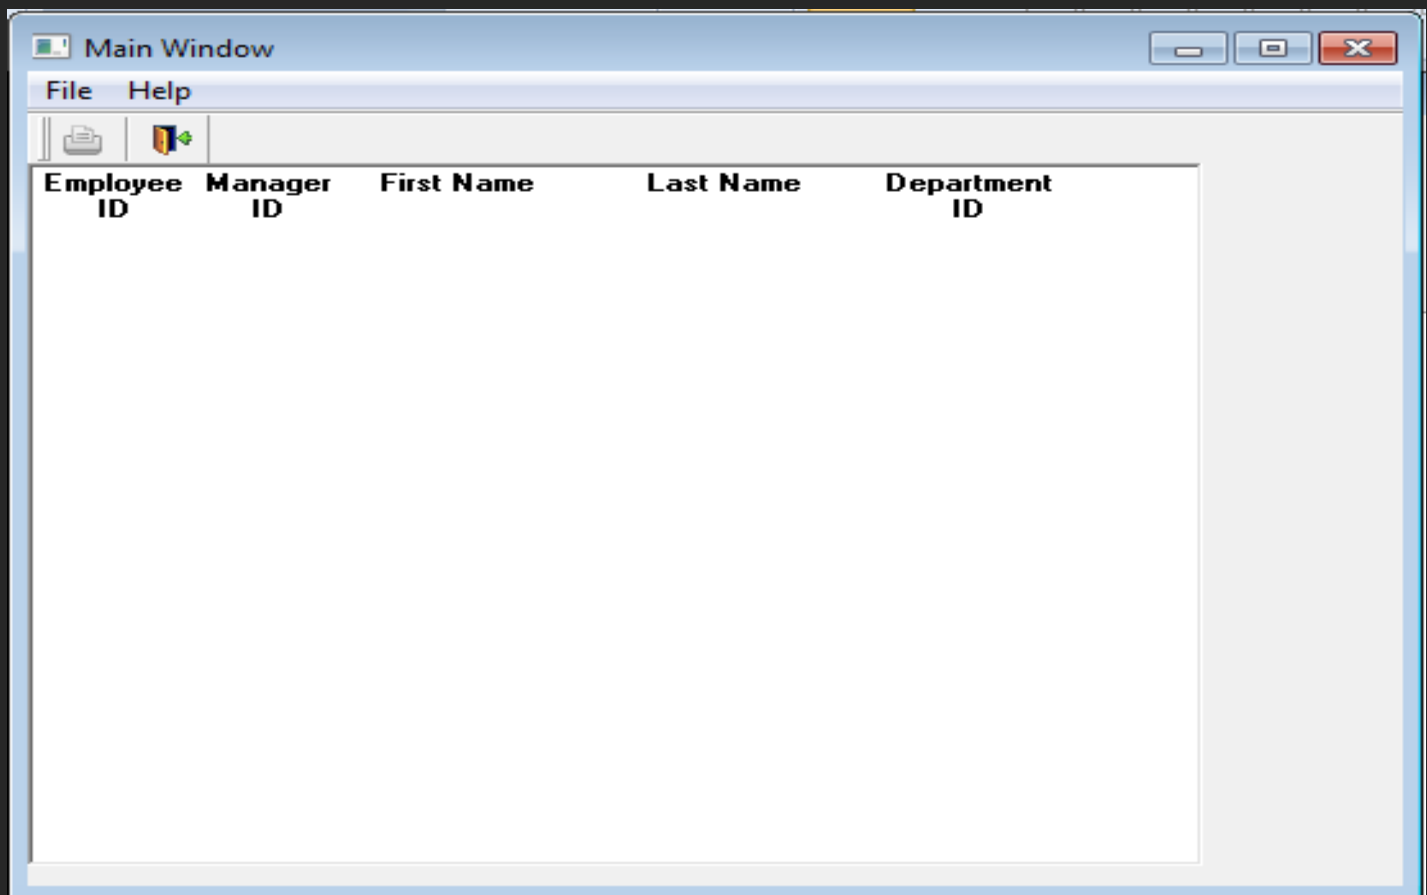 Main Window
File Help
Employee Manager First Name Last Name Department
ID ID ID